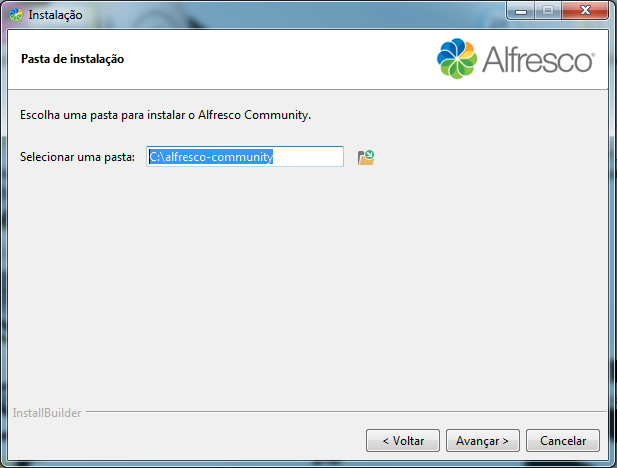 Instalação
Pasta de instalação
Alfresco®
Escolha uma pasta para instalar o Alfresco Community.
Selecionar uma pasta: C:\alfresco-community
InstallBuilder
< Voltar Avançar > Cancelar